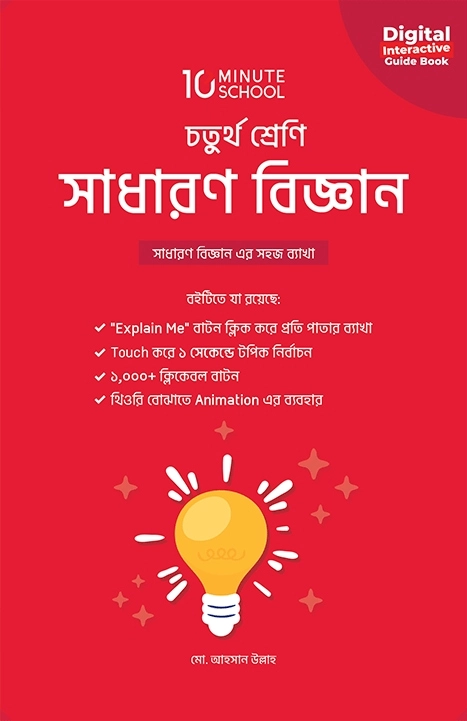 Digital
Interactive
Guide Book
10 MINUTE
SCHOOL
চতুর্থ শ্রেণি
সাধারণ বিজ্ঞান
সাধারণ বিজ্ঞান এর সহজ ব্যাখা
বইটিতে যা রয়েছে:
"Explain Me" বাটন ক্লিক করে প্রতি পাতার ব্যাখা
Touch করে ১ সেকেন্ডে টপিক নির্বাচন
১,০০০+ ক্লিকেবল বাটন
থিওরি বোঝাতে Animation এর ব্যবহার
মো. আহসান উল্লাহ